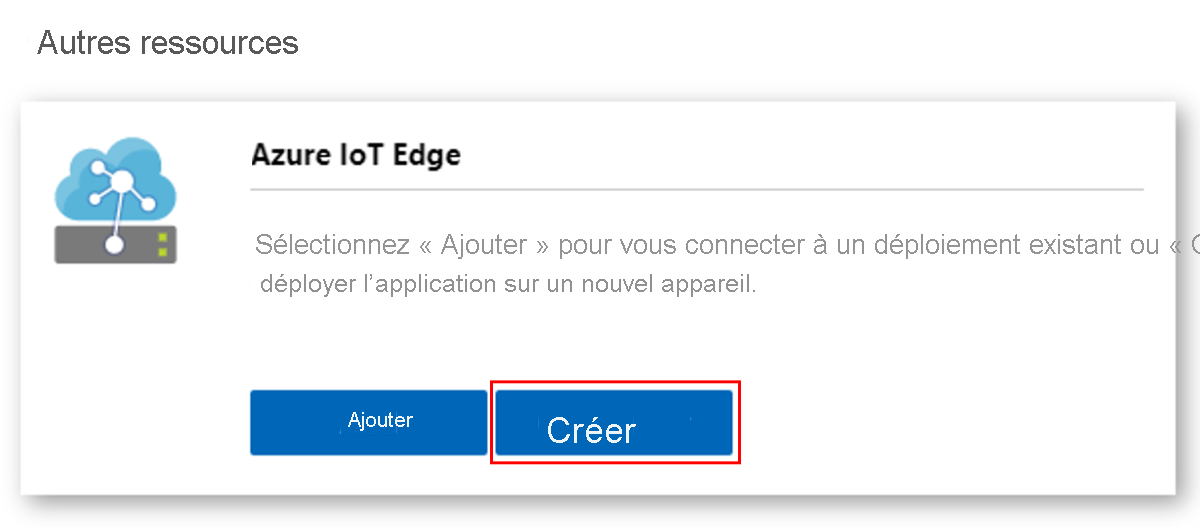 Autres ressources
Azure IoT Edge
Sélectionnez « Ajouter » pour vous connecter à un déploiement existant ou «
déployer l’application sur un nouvel appareil.
Ajouter
Créer